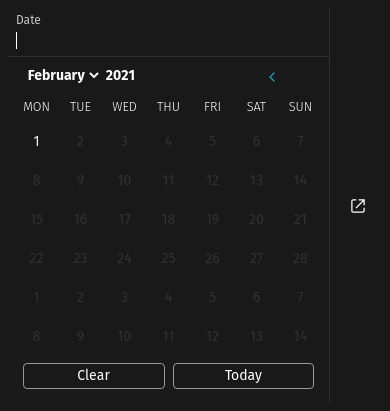 Date
February 2021
MON TUE WED THU FRI SAT SUN
1 2 3 4 5 6 7
8 9 10 11 12 13 14
15 16 17 18 19 20 21
22 23 24 25 26 27 28
1 2 3 4 5 6 7
8 9 10 11 12 13 14
Clear Today